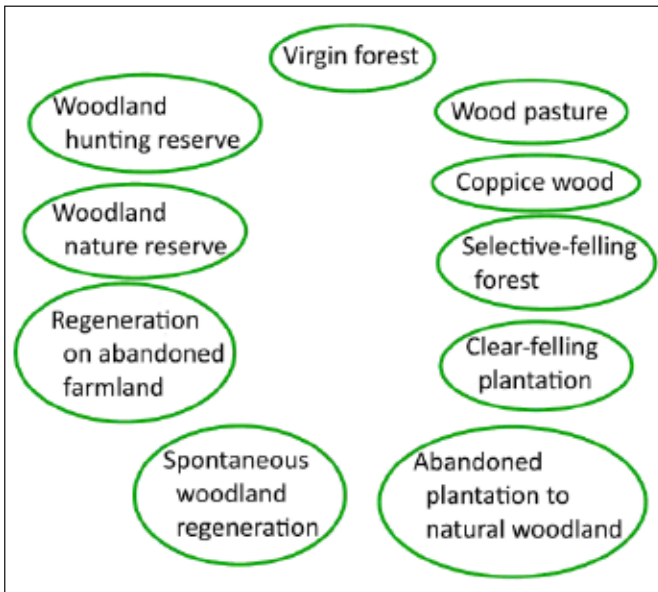 Virgin forest
Woodland
hunting reserve
Wood pasture
Coppice wood
Woodland
nature reserve
Selective-felling
forest
Regeneration
on abandoned
farmland
Clear-felling
plantation
Spontaneous
woodland
regeneration
Abandoned
plantation to
natural woodland